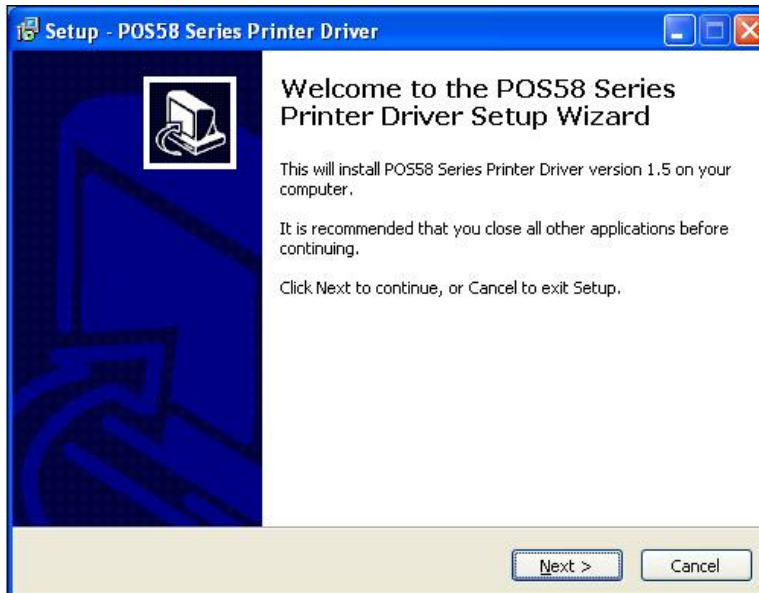 Setup - POS58 Series Printer Driver
Welcome to the POS58 Series
Printer Driver Setup Wizard
This will install POS58 Series Printer Driver version 1.5 on your
computer.
It is recommended that you close all other applications before
continuing.
Click Next to continue, or Cancel to exit Setup.
Next >
Cancel